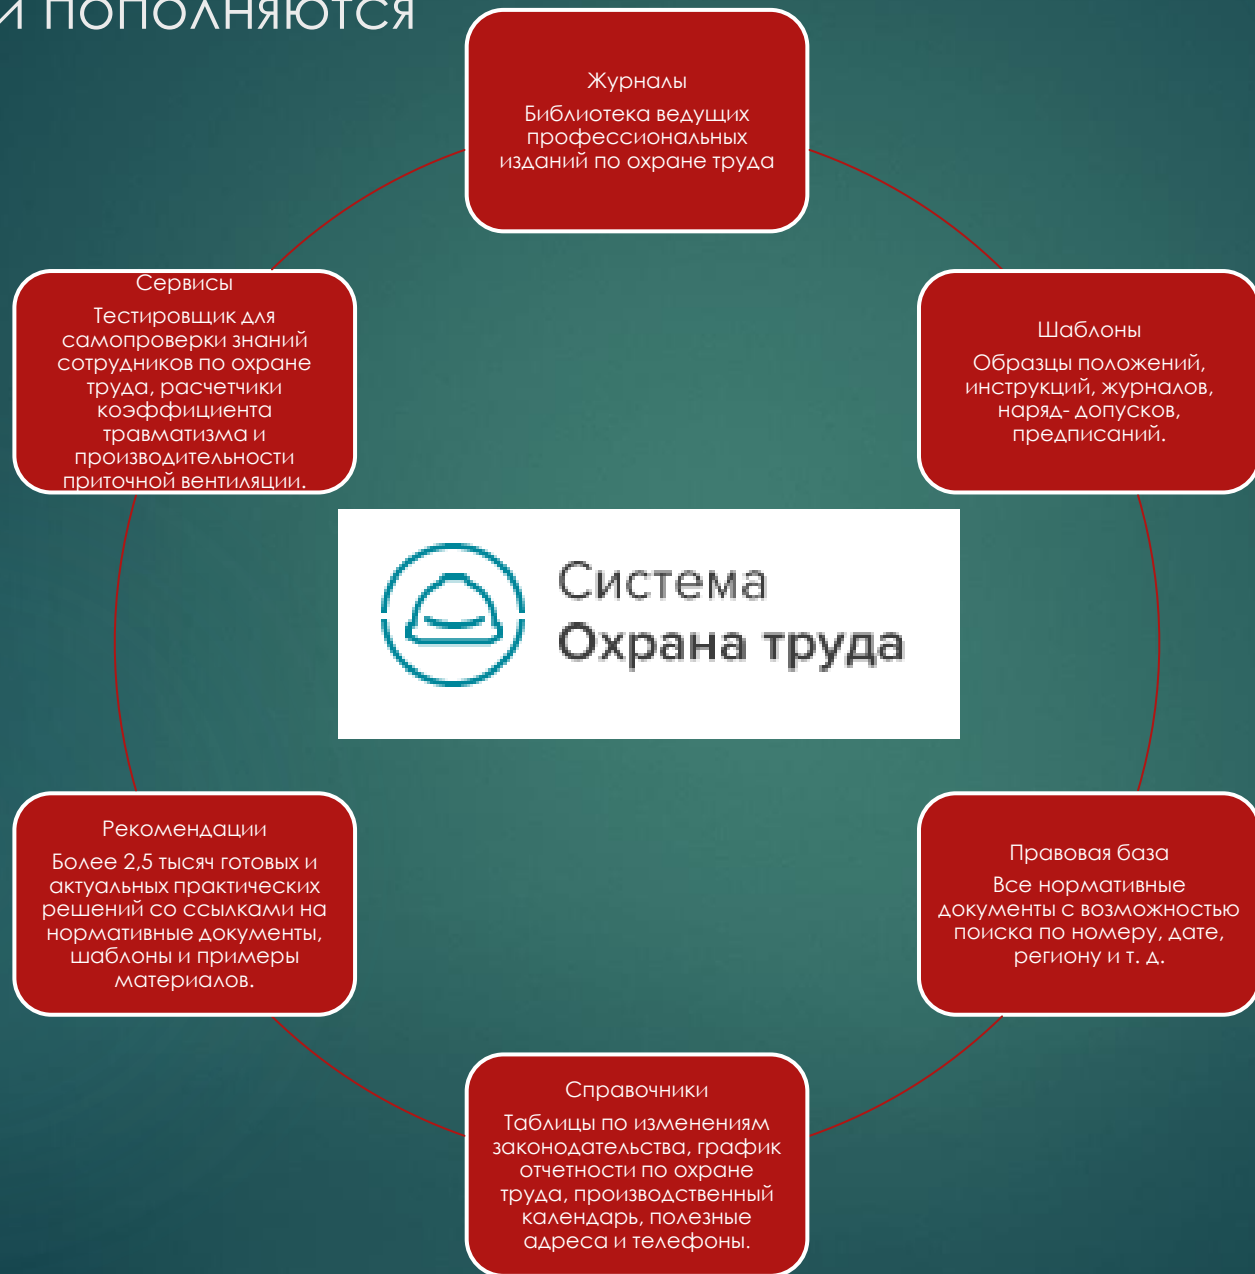 и пополняются
Журналы
Библиотека ведущих
профессиональных
изданий по охране труда
Шаблоны
Образцы положений,
инструкций, журналов,
наряд- допусков,
предписаний.
Правовая база
Все нормативные
документы с возможностью
поиска по номеру, дате,
региону и т. д.
Справочники
Таблицы по изменениям
законодательства, график
отчетности по охране
труда, производственный
календарь, полезные
адреса и телефоны.
Рекомендации
Более 2,5 тысяч готовых и
актуальных практических
решений со ссылками на
нормативные документы,
шаблоны и примеры
материалов.
Сервисы
Тестировщик для
самопроверки знаний
сотрудников по охране
труда, расчетчики
коэффициента
травматизма и
производительности
приточной вентиляции.
Система
Охрана труда